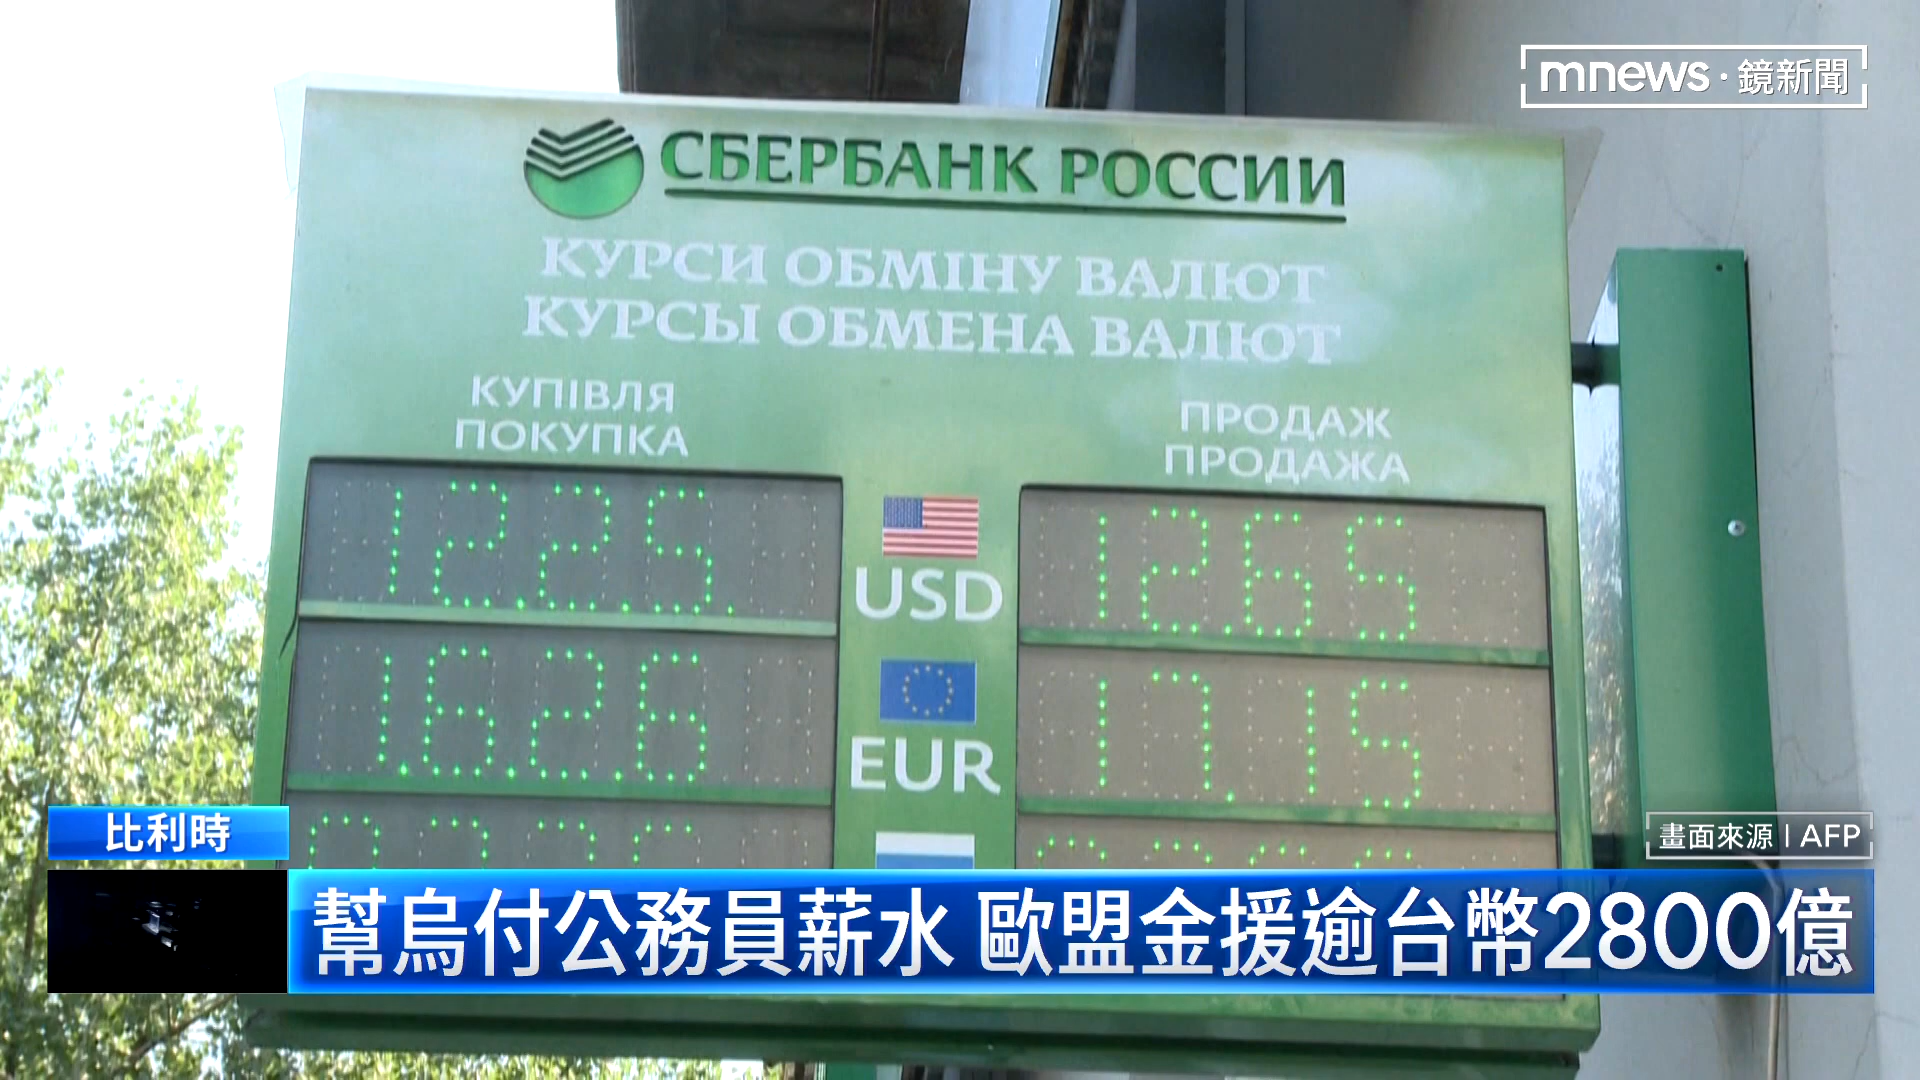 mnews·鏡新聞
СБЕРБАНК РОССИИ
КУРСИ ОБМІНУ ВАЛЮТ
КУРСЫ ОБМЕНА ВАЛЮТ
КУПІВЛЯ
ПОКУПКА
ПРОДАЖ
ПРОДАЖА
12.25.
USD
12.65
16.26
EUR
17.15
比利時
畫面來源 | AFP
幫烏付公務員薪水 歐盟金援逾台幣2800億